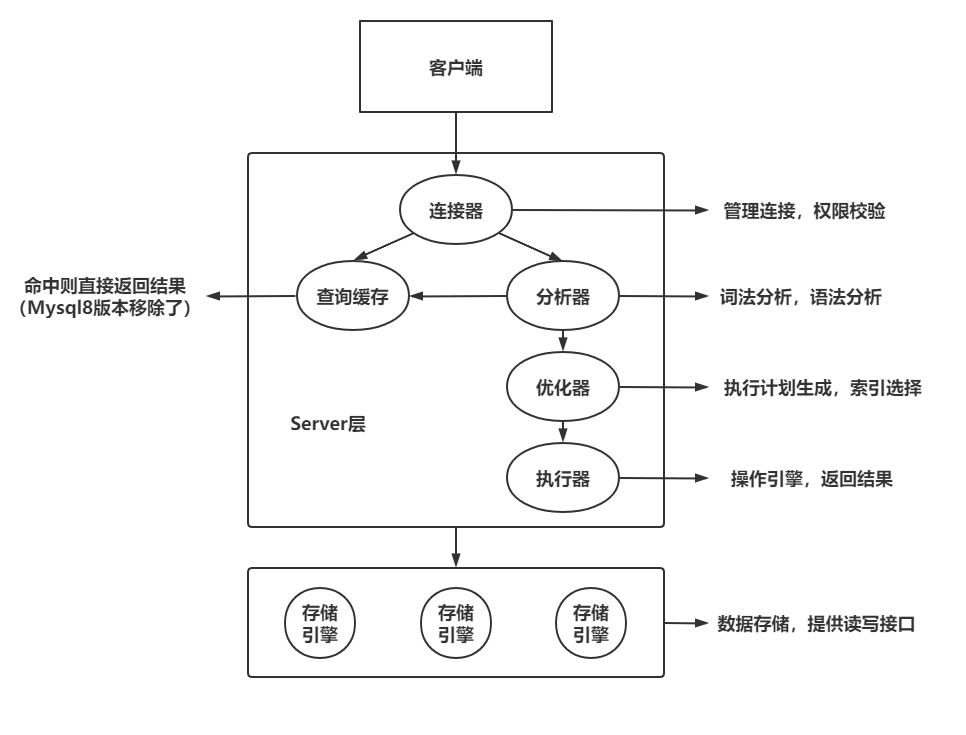 客户端
连接器
管理连接，权限校验
命中则直接返回结果
（Mysql8版本移除了）
查询缓存
分析器
词法分析，语法分析
优化器
执行计划生成，索引选择
Server层
执行器
操作引擎，返回结果
存储
引擎
存储
引擎
存储
引擎
数据存储，提供读写接口